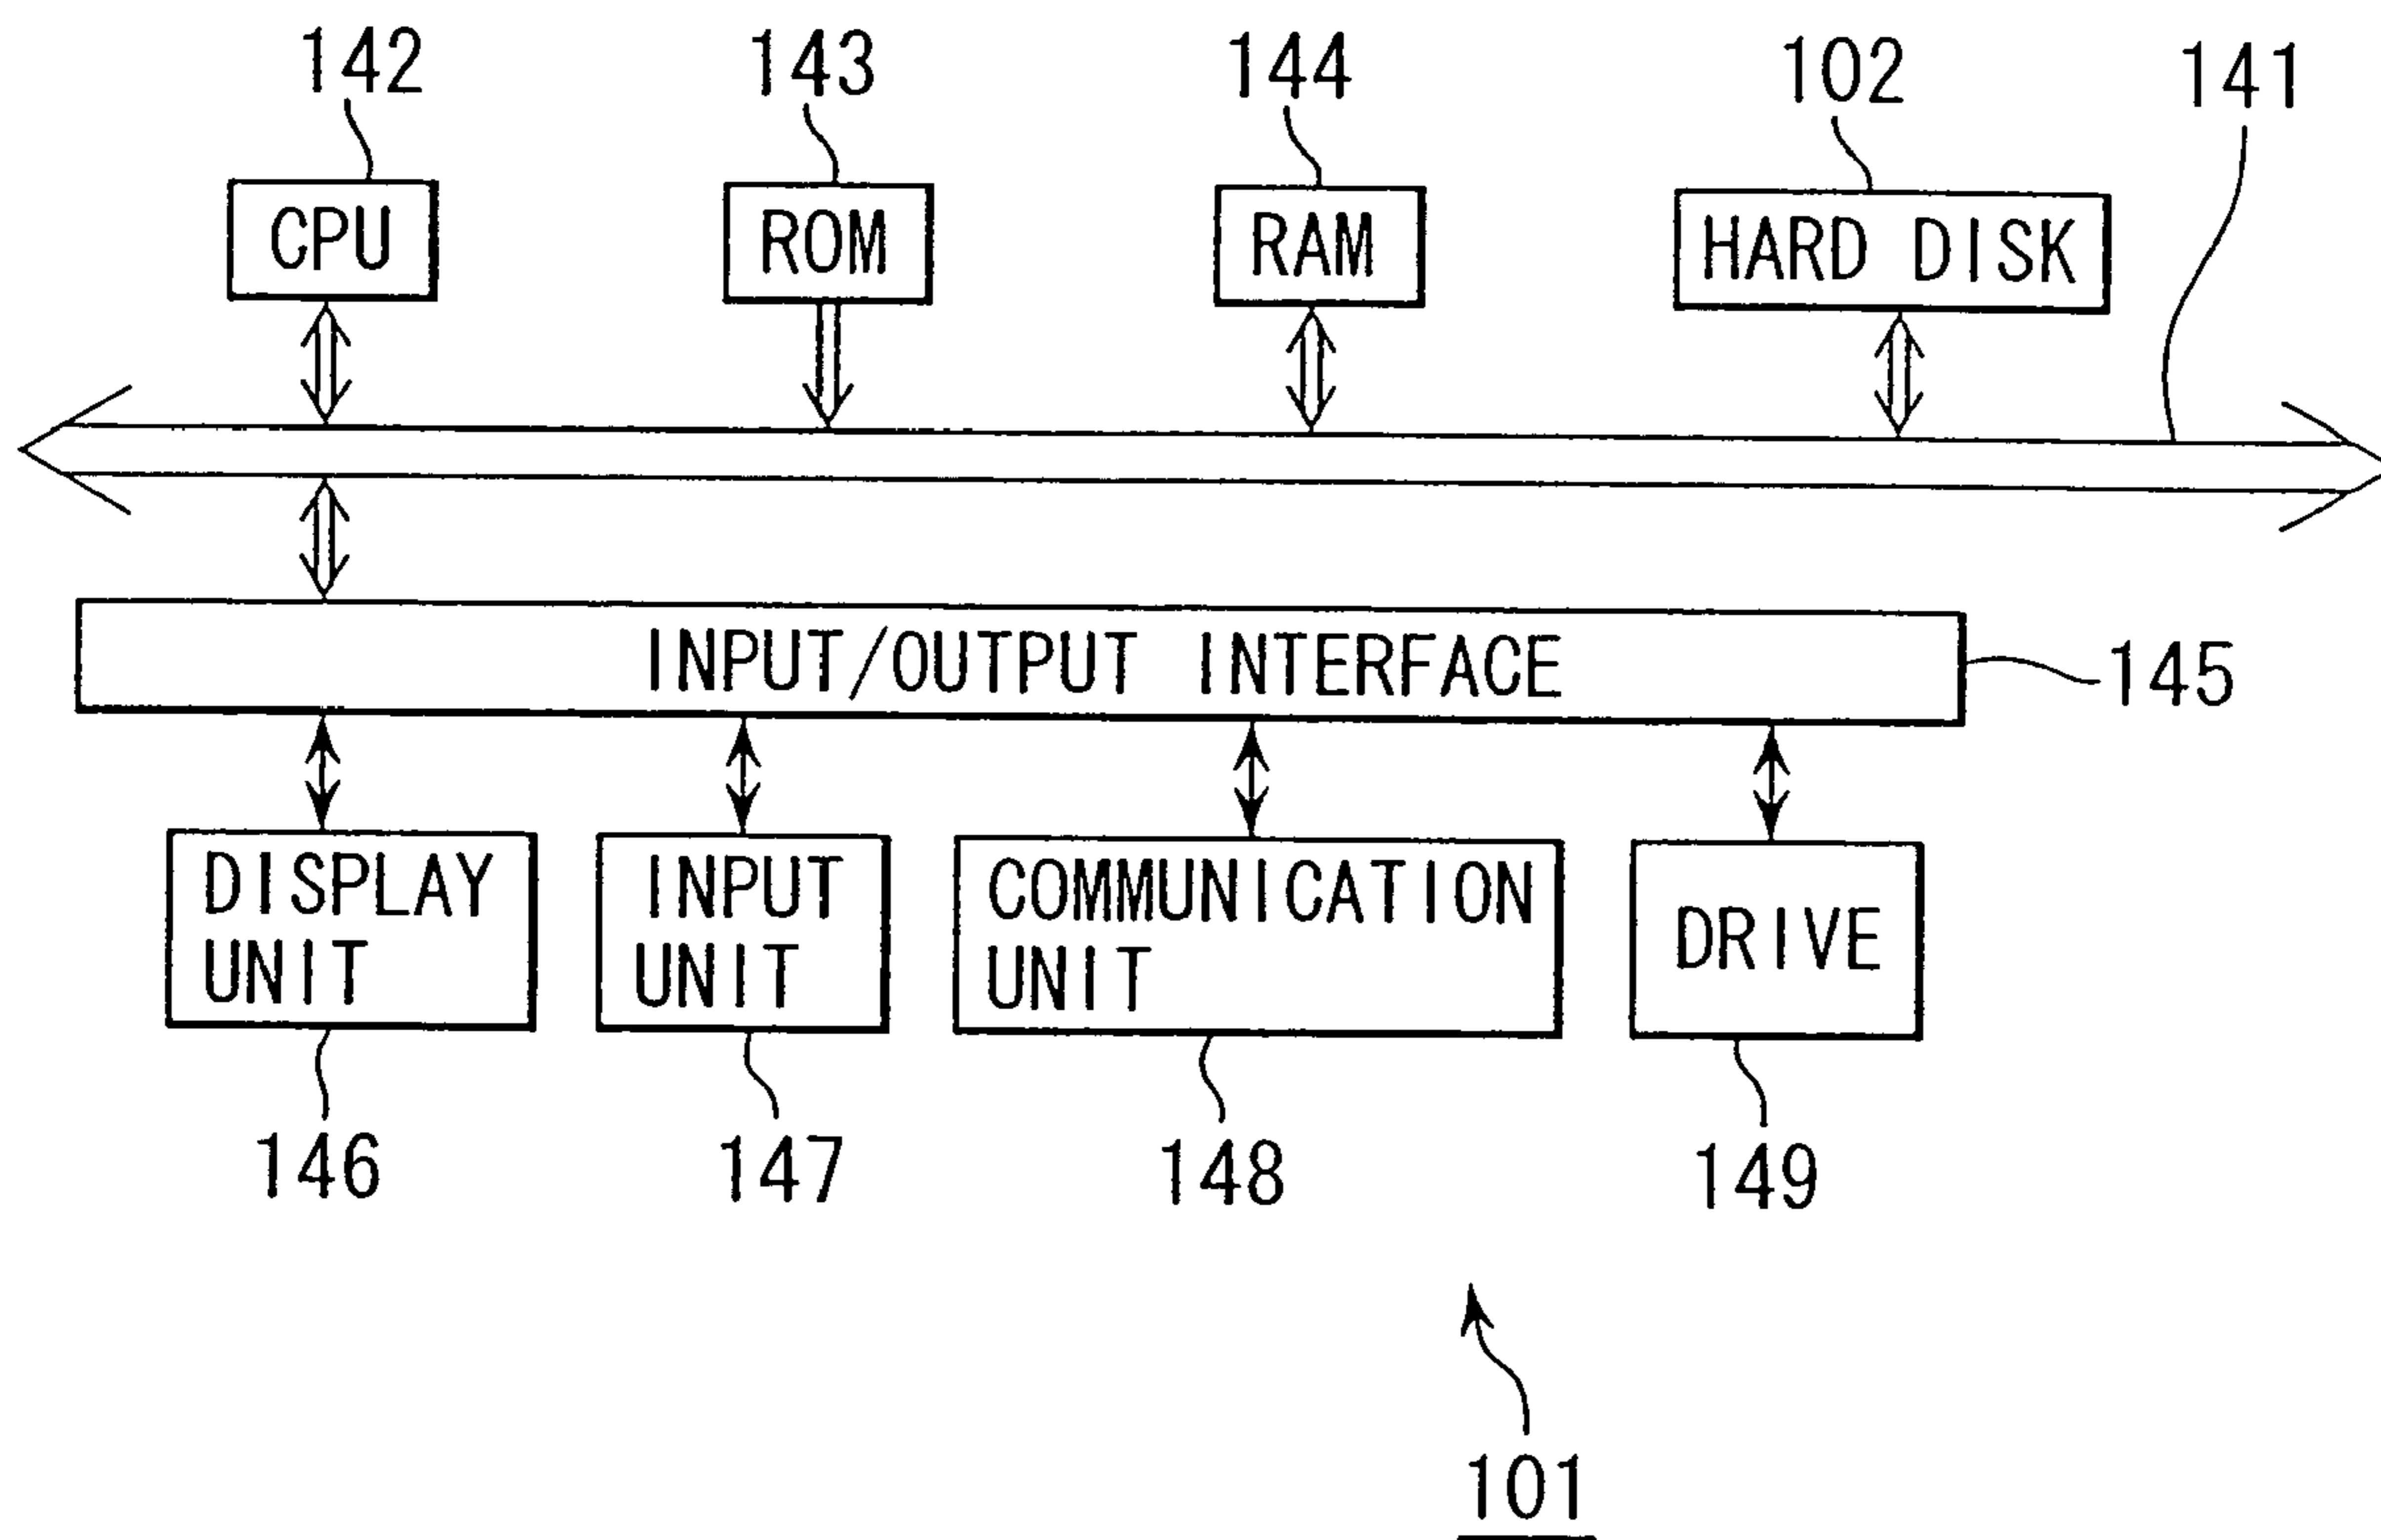 142 143 144 102 141
CPU ROM RAM HARD DISK
INPUT/OUTPUT INTERFACE 145
DISPLAY UNIT
INPUT UNIT
COMMUNICATION UNIT
DRIVE
146 147 148 149
101